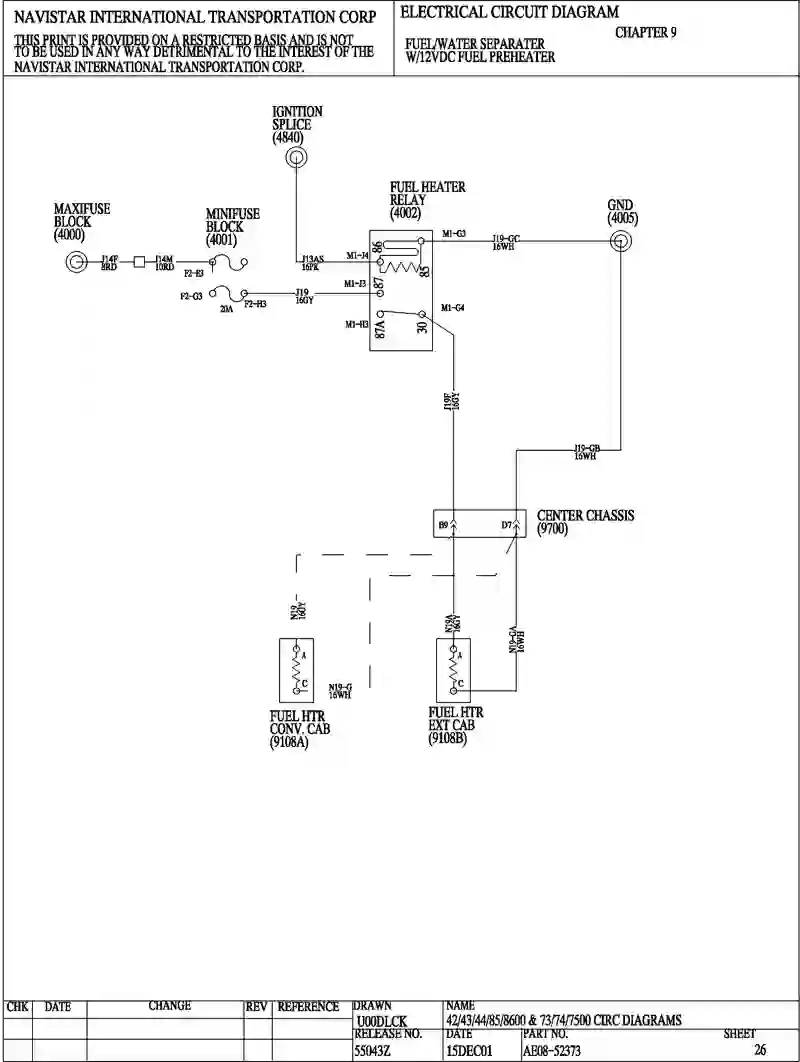 NAVISTAR INTERNATIONAL TRANSPORTATION CORP
THIS PRINT IS PROVIDED ON A RESTRICTED BASIS AND IS NOT
TO BE USED IN ANY WAY DETRIMENTAL TO THE INTEREST OF THE
NAVISTAR INTERNATIONAL TRANSPORTATION CORP.
ELECTRICAL CIRCUIT DIAGRAM
CHAPTER 9
FUEL/WATER SEPARATER
W/12VDC FUEL PREHEATER
IGNITION
SPLICE
(4840)
MAXIFUSE
BLOCK
(4000)
MINIFUSE
BLOCK
(4001)
FUEL HEATER
RELAY
(4002)
GND
(4005)
J14F
8RD
J14M
10RD
F2-E3
J13AS
16PK
M1-J4
86
85
M1-G3
J19-GC
16WH
F2-G3
20A
F2-H3
J19
16GY
M1-J3
87
M1-H3
87A
30
M1-G4
J19F
16GY
J19-GB
16WH
B9
D7
CENTER CHASSIS
(9700)
N19
16GY
N19A
16GY
N19-GA
16WH
A
C
N19-G
16WH
A
C
FUEL HTR
CONV. CAB
(9108A)
FUEL HTR
EXT CAB
(9108B)
CHK
DATE
CHANGE
REV
REFERENCE
DRAWN
U00DLCK
NAME
42/43/44/85/8600 & 73/74/7500 CIRC DIAGRAMS
RELEASE NO.
55043Z
DATE
15DEC01
PART NO.
AE08-52373
SHEET
26